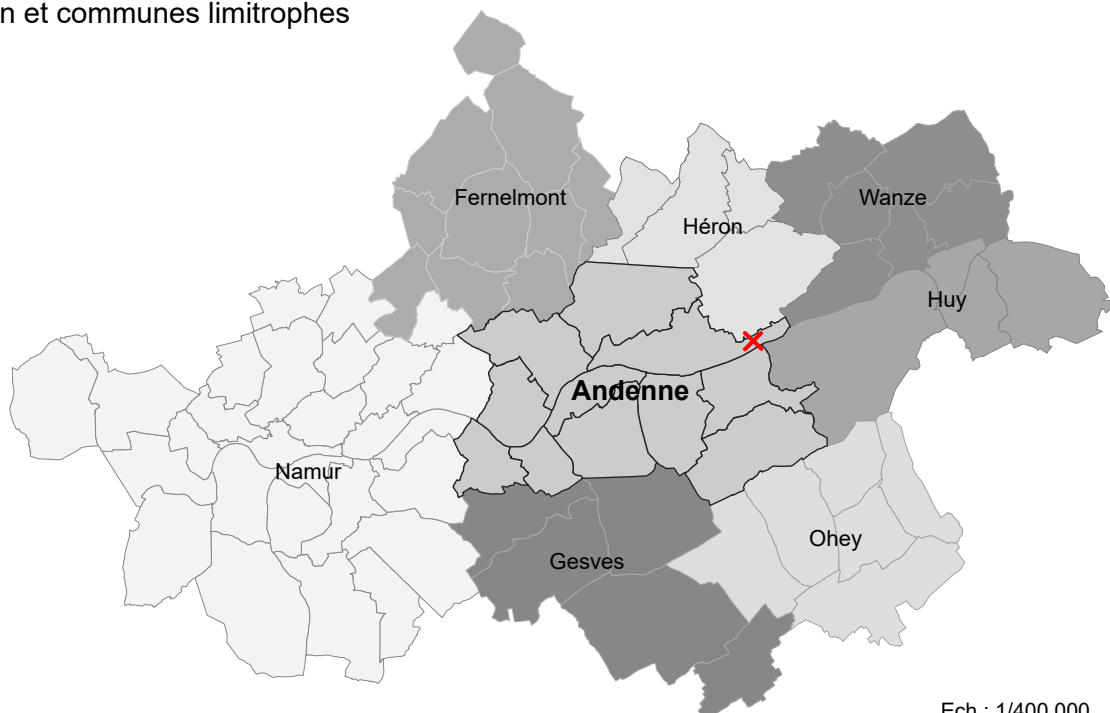 n et communes limitrophes
Fernelmont
Wanze
Héron
Huy
Andenne
Namur
Ohey
Gesves
Ech : 1/400 000